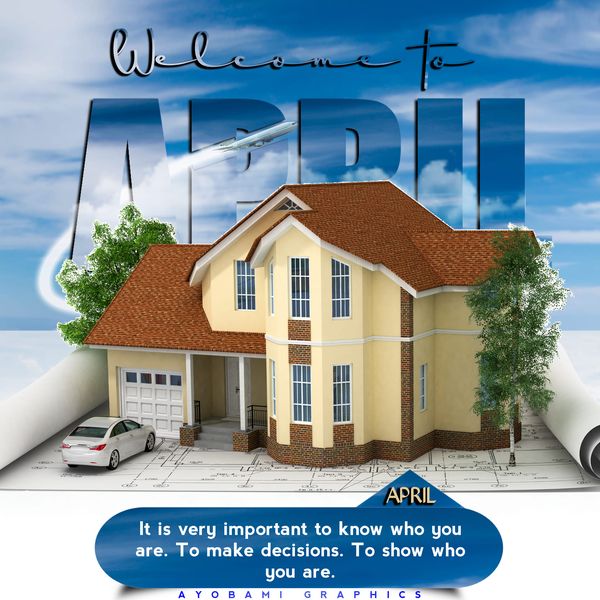 Welcome to
APRIL
APRIL
It is very important to know who you
are. To make decisions. To show who
you are.
AYOBAMI GRAPHICS